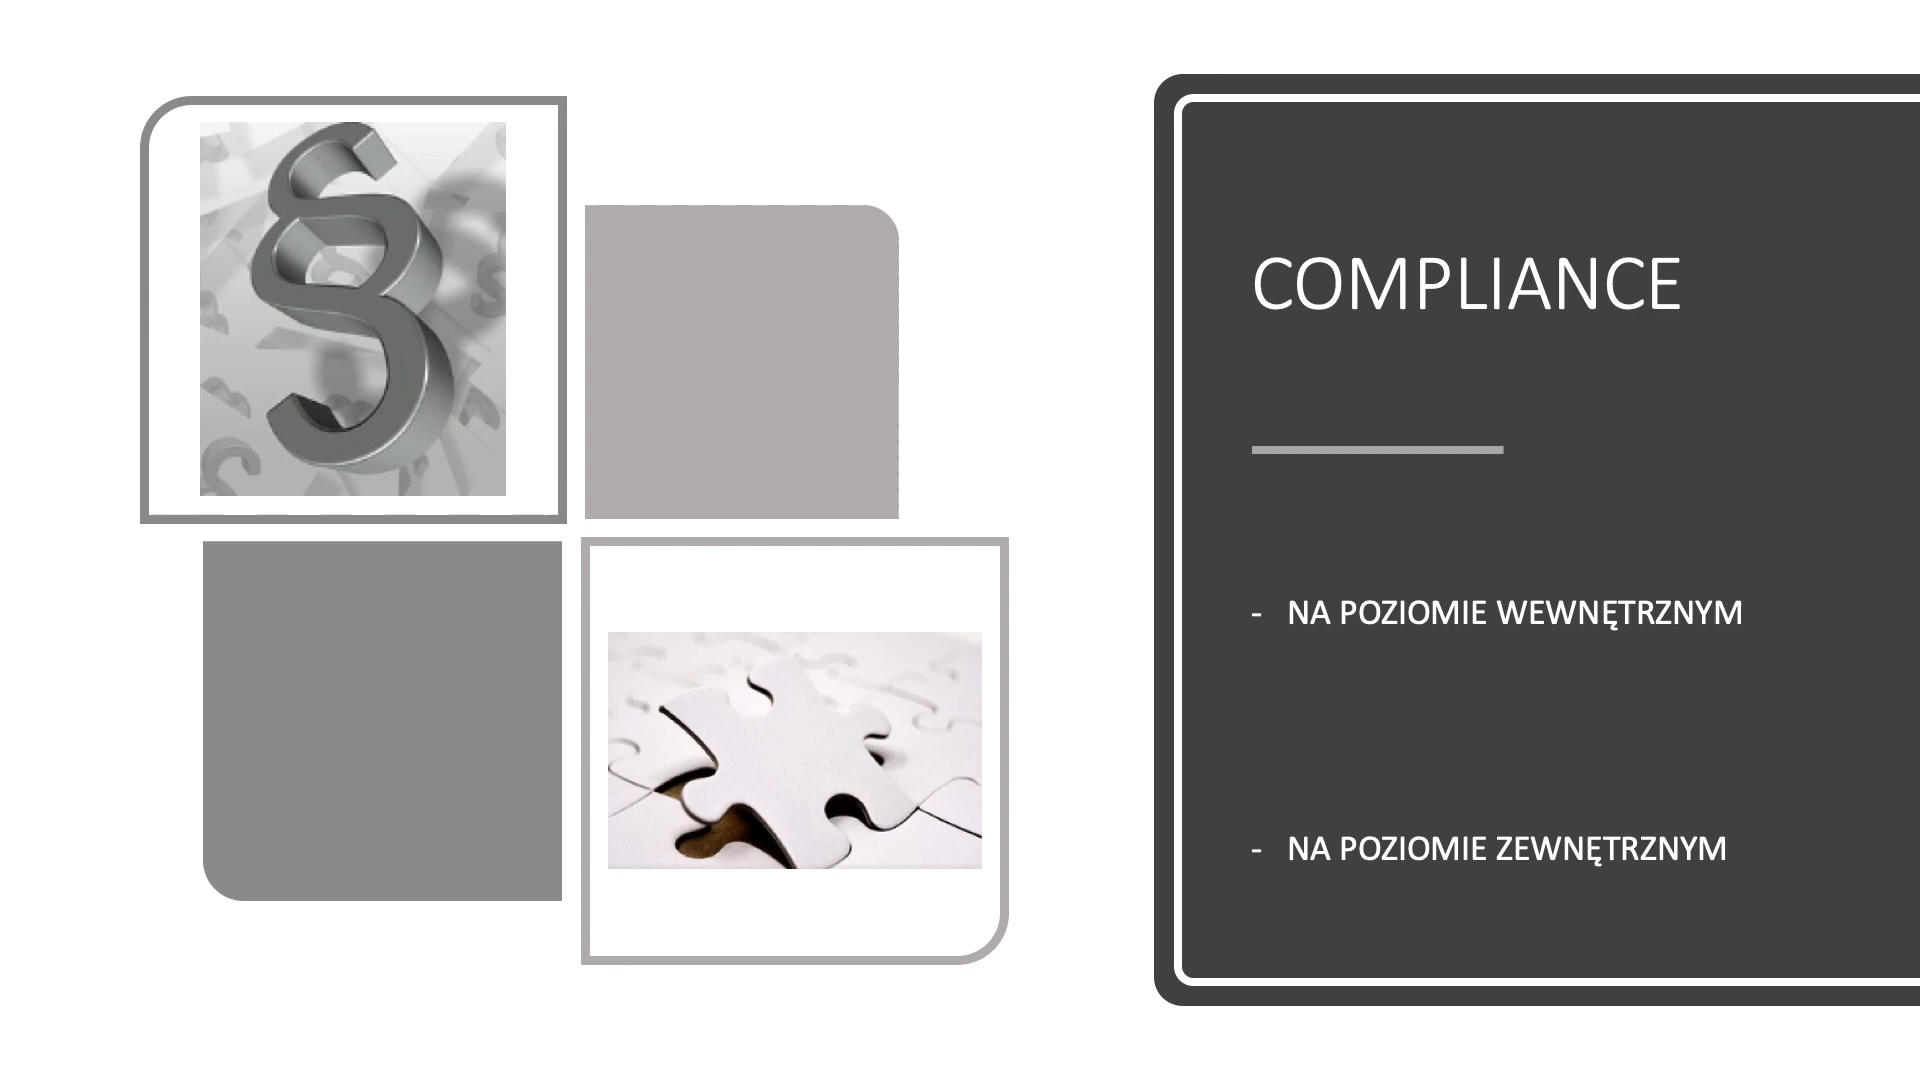 §
COMPLIANCE
- NA POZIOMIE WEWNĘTRZNYM
- NA POZIOMIE ZEWNĘTRZNYM